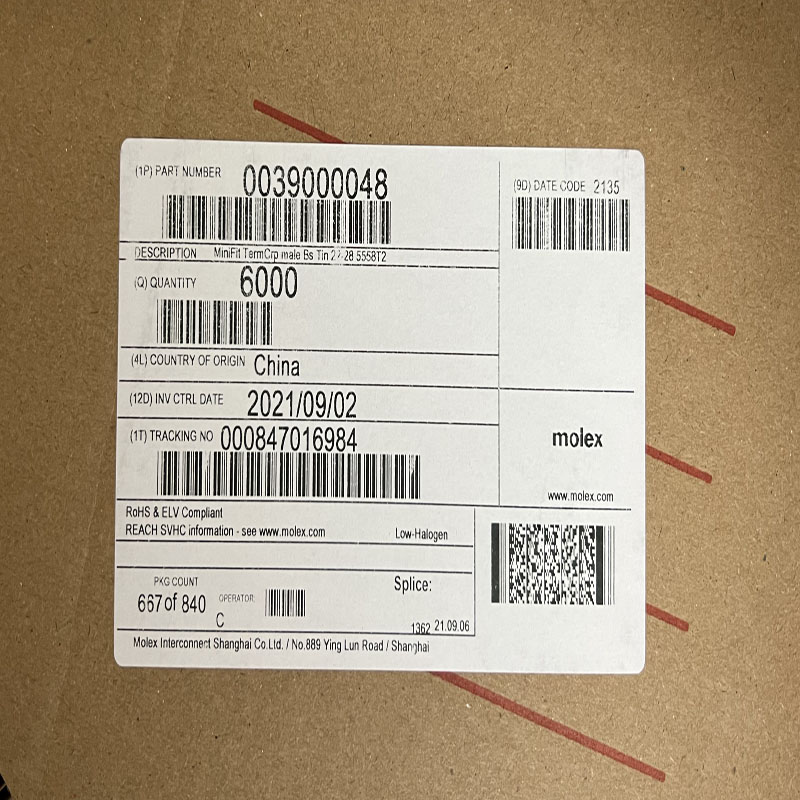 (1P) PART NUMBER 0039000048
(9D) DATE CODE 2135
DESCRIPTION MiniFit TermCrp male Bs Tin 28 5558T2
(Q) QUANTITY 6000
(4L) COUNTRY OF ORIGIN China
(12D) INV CTRL DATE 2021/09/02
(1T) TRACKING NO 000847016984
molex
www.molex.com
RoHS & ELV Compliant
REACH SVHC information - see www.molex.com
Low-Halogen
Splice:
PKG COUNT
667 of 840
OPERATOR:
C
1362 21.09.06
Molex Interconnect Shanghai Co.Ltd. / No.889 Ying Lun Road / Shanghai